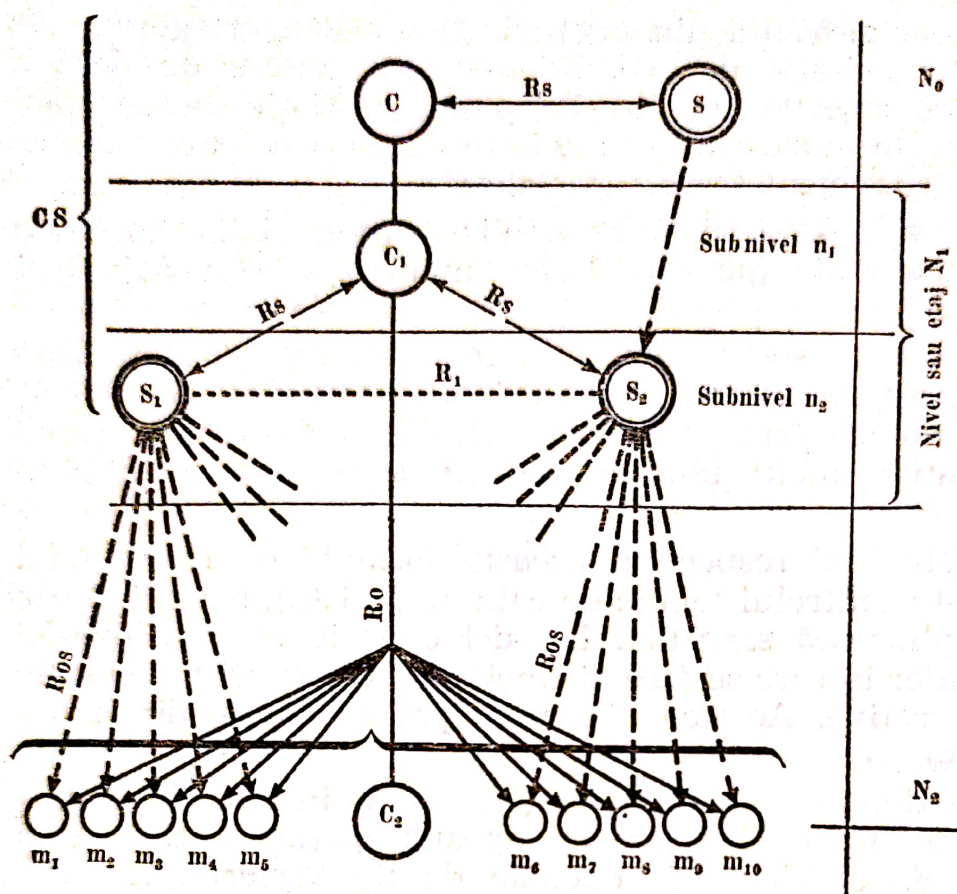 C
Rs
S
N₀
CS
C₁
Subnivel n₁
Rs
Rs
Nivel sau etaj N₁
S₁
R₁
S₂
Subnivel n₂
Ro
Ros
Ros
C₂
N₂
m₁ m₂ m₃ m₄ m₅ m₆ m₇ m₈ m₉ m₁₀